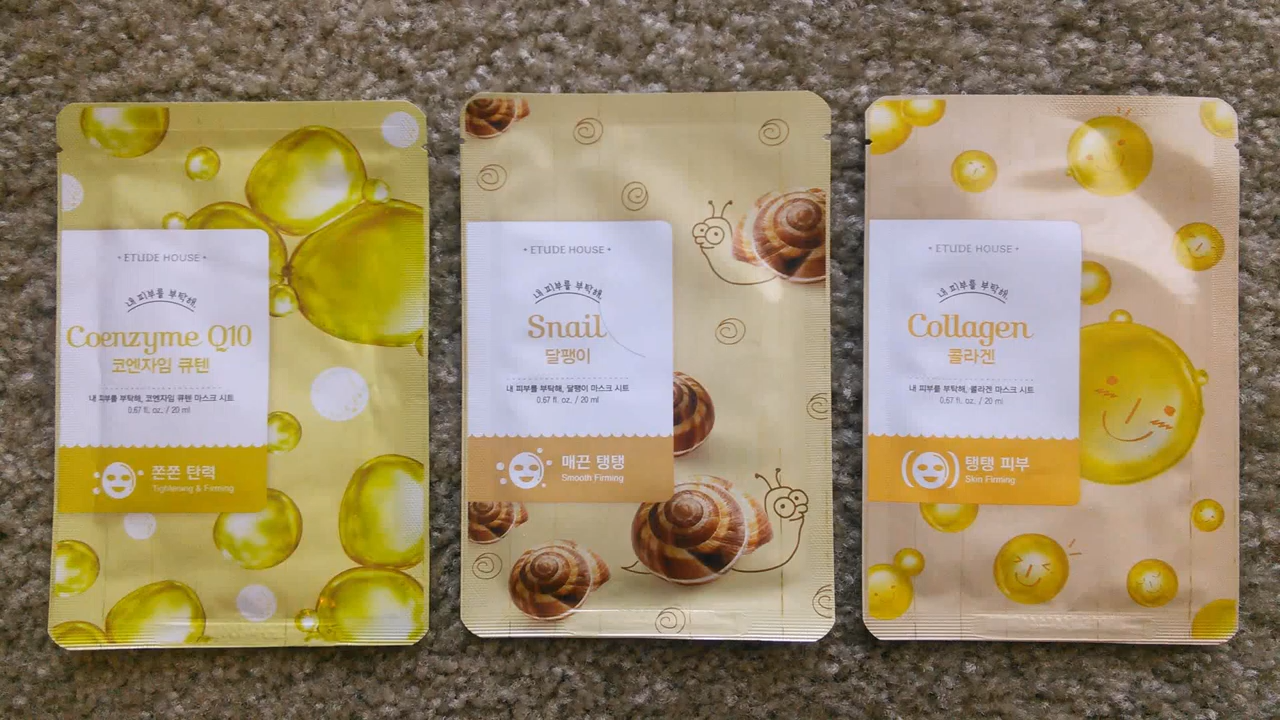 • ETUDE HOUSE •
내 피부를 부탁해.
Coenzyme Q10
코엔자임 큐텐
내 피부를 부탁해, 코엔자임 큐텐 마스크 시트
0.67 fl. oz. / 20 ml
쫀쫀 탄력
Tightening & Firming
• ETUDE HOUSE •
내 피부를 부탁해.
Snail
달팽이
내 피부를 부탁해, 달팽이 마스크 시트
0.67 fl. oz. / 20 ml
매끈 탱탱
Smooth Firming
• ETUDE HOUSE •
내 피부를 부탁해.
Collagen
콜라겐
내 피부를 부탁해, 콜라겐 마스크 시트
0.67 fl. oz. / 20 ml
탱탱 피부
Skin Firming